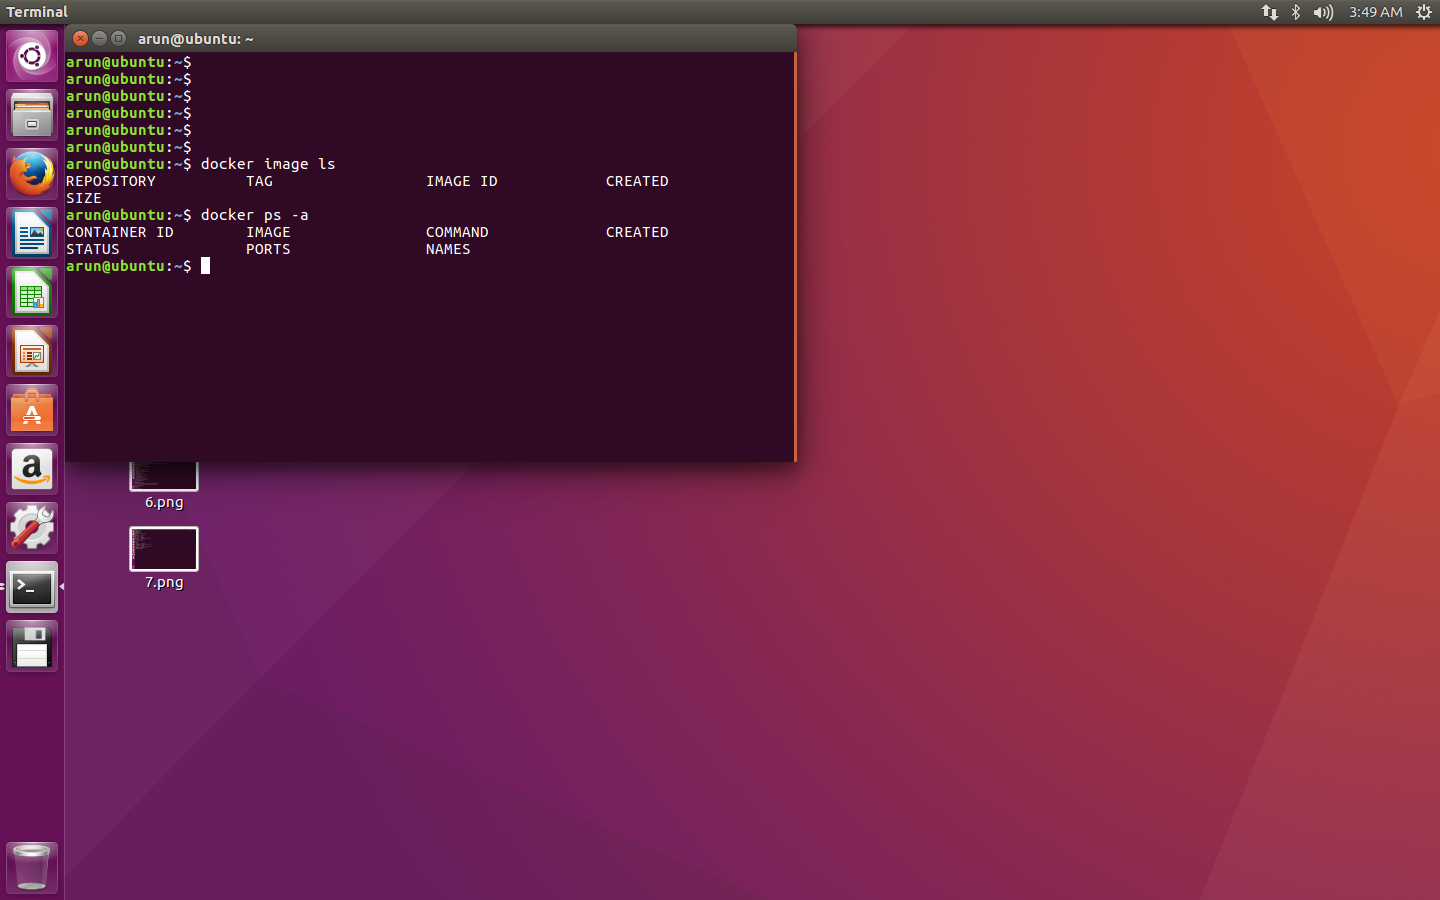 Terminal
3:49 AM
arun@ubuntu: ~
arun@ubuntu:~$
arun@ubuntu:~$
arun@ubuntu:~$
arun@ubuntu:~$
arun@ubuntu:~$
arun@ubuntu:~$
arun@ubuntu:~$ docker image ls
REPOSITORY          TAG                 IMAGE ID            CREATED
SIZE
arun@ubuntu:~$ docker ps -a
CONTAINER ID        IMAGE               COMMAND             CREATED
STATUS              PORTS               NAMES
arun@ubuntu:~$
6.png
7.png